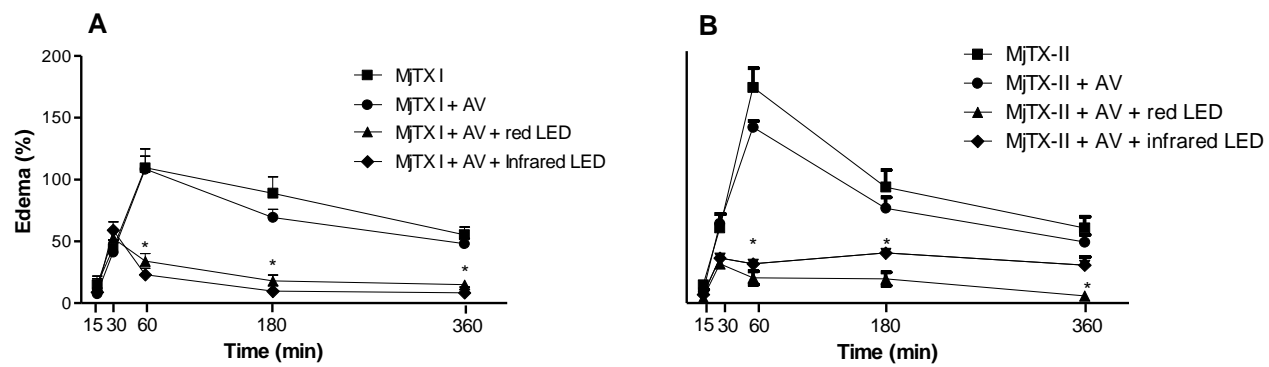 A
200
150
100
50
0
Edema (%)
MjTX I
MjTX I + AV
MjTX I + AV + red LED
MjTX I + AV + Infrared LED
*
*
*
15 30 60 180 360
Time (min)
B
MjTX-II
MjTX-II + AV
MjTX-II + AV + red LED
MjTX-II + AV + infrared LED
*
*
*
15 30 60 180 360
Time (min)